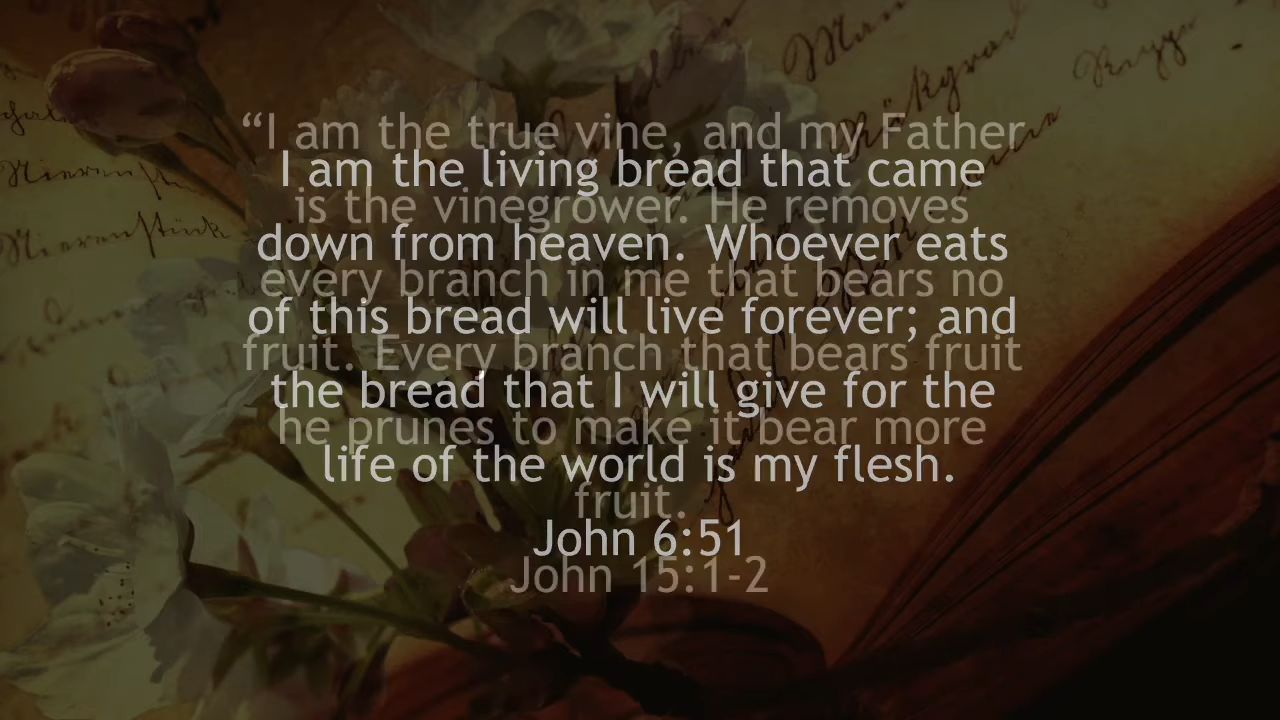 “I am the true vine, and my Father
I am the living bread that came
is the vinegrower. He removes
down from heaven. Whoever eats
every branch in me that bears no
of this bread will live forever; and
fruit. Every branch that bears fruit
the bread that I will give for the
he prunes to make it bear more
life of the world is my flesh.
fruit.
John 6:51
John 15:1-2